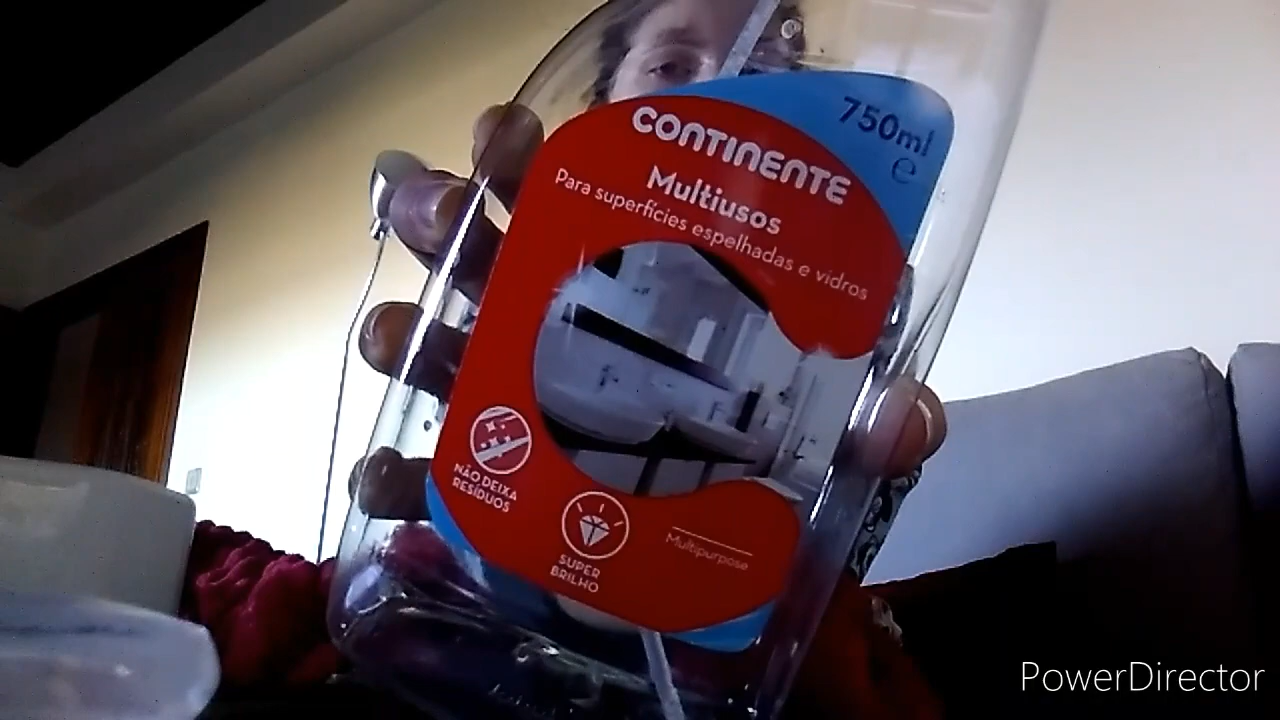 750ml
e
CONTINENTE
Multiusos
Para superfícies espelhadas e vidros
NÃO DEIXA
RESÍDUOS
SUPER
BRILHO
Multipurpose
PowerDirector